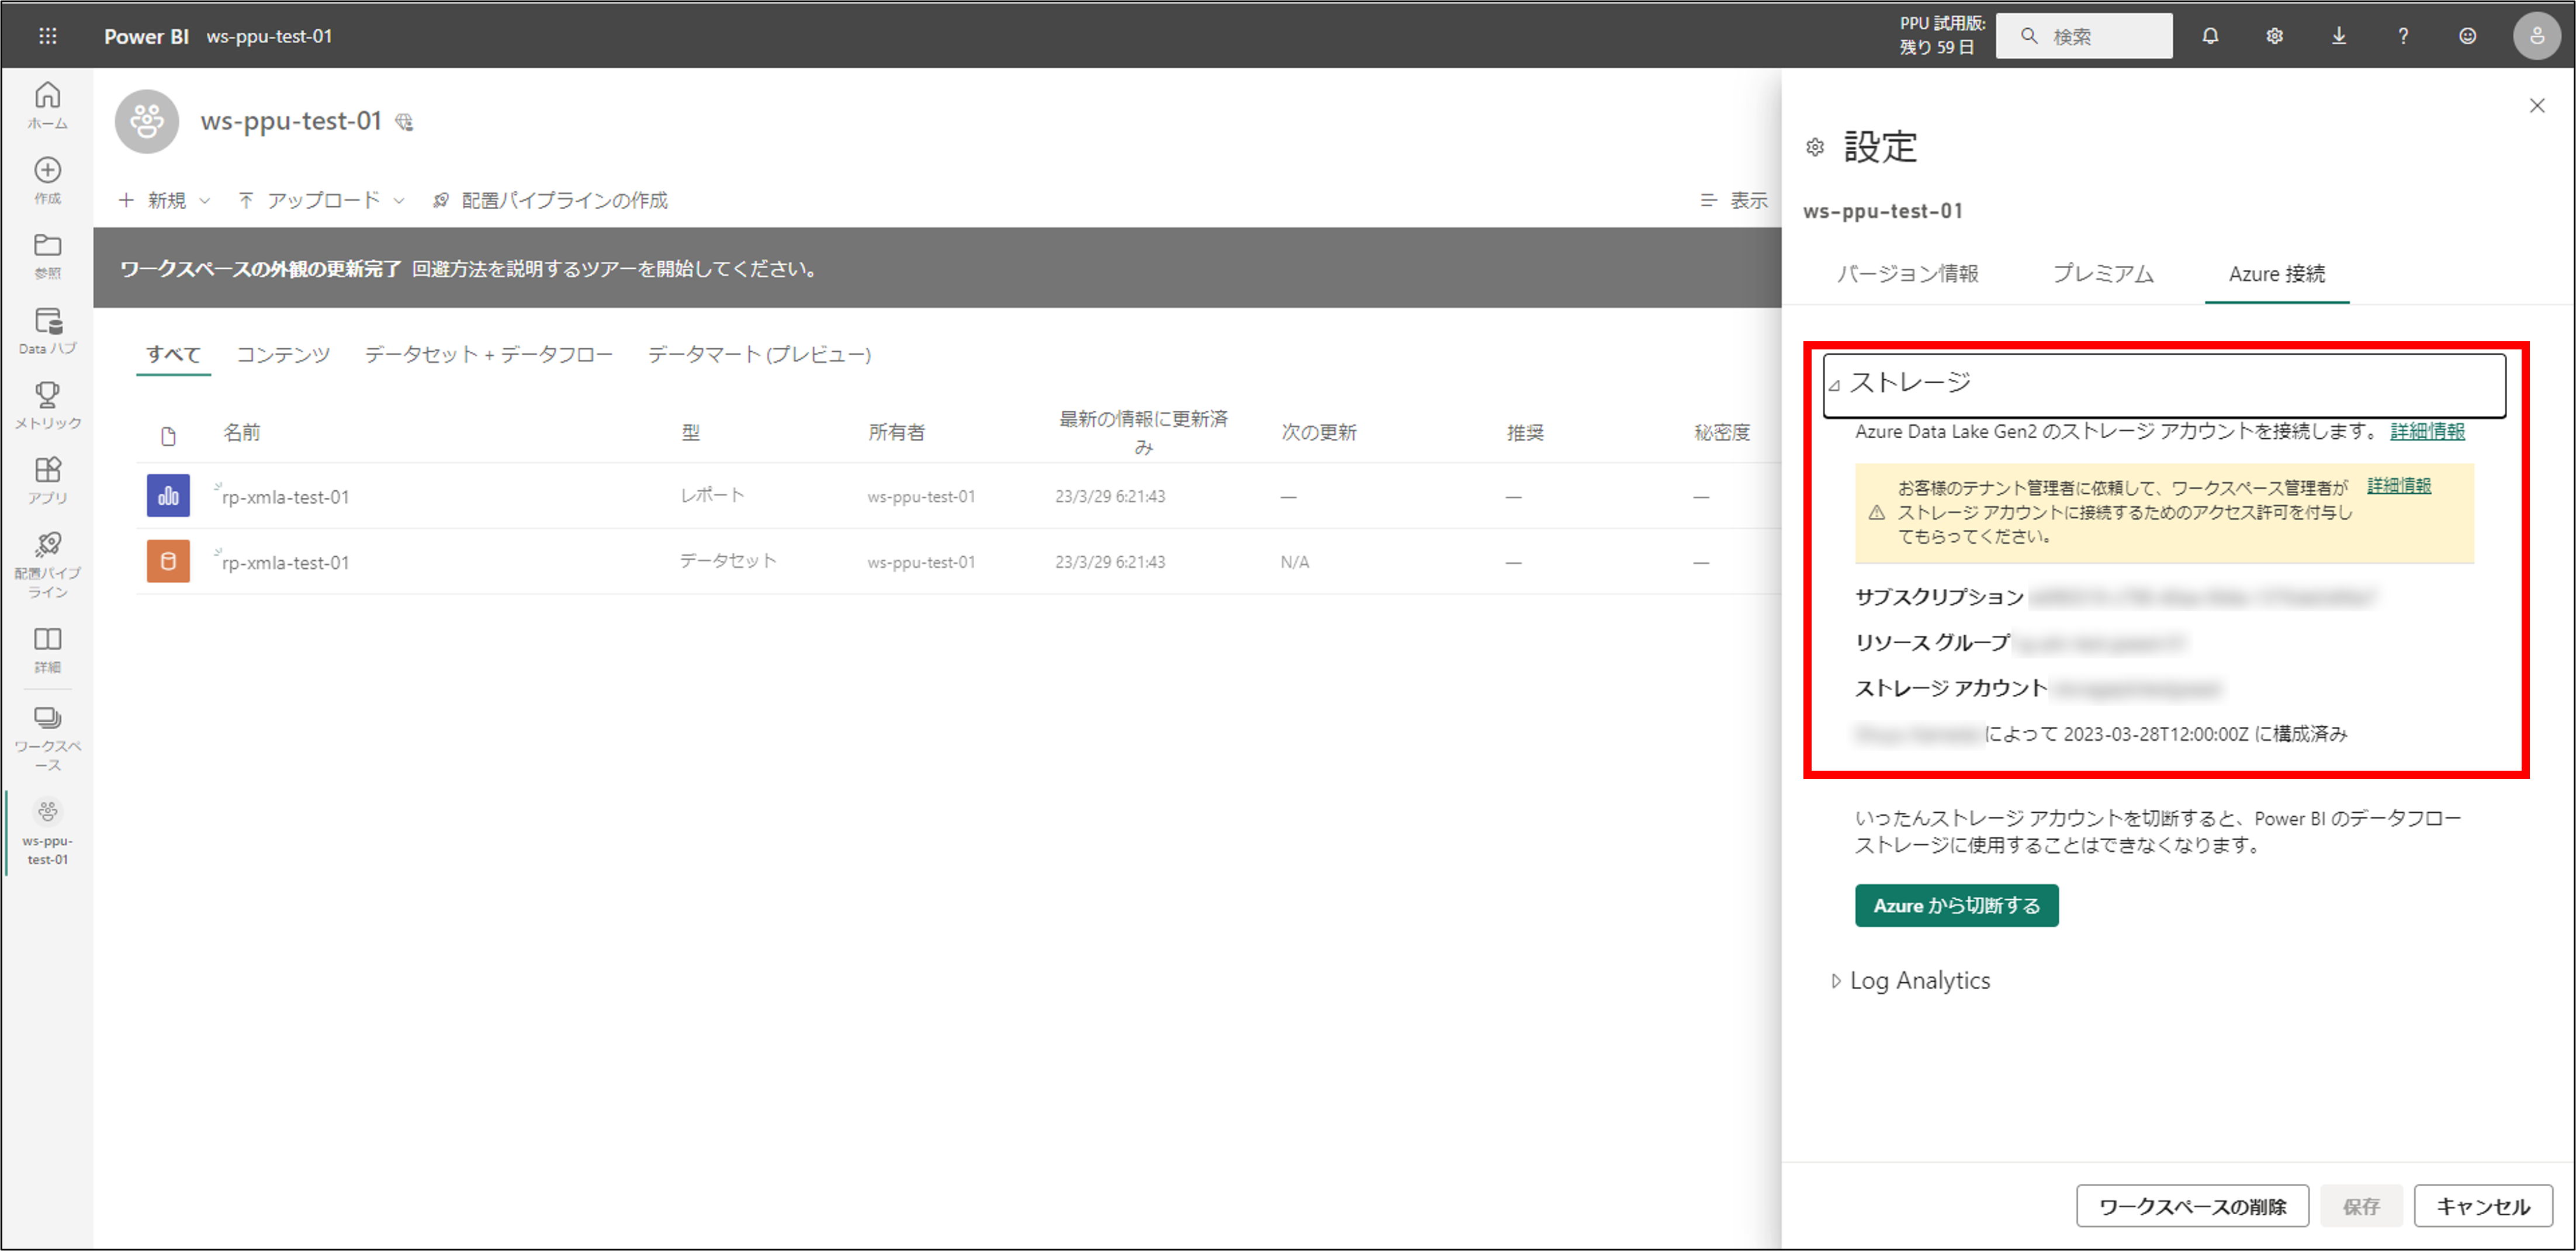 Power BI ws-ppu-test-01
PPU 試用版:
残り 59 日
検索
ホーム
作成
参照
Data ハブ
メトリック
アプリ
配置パイプ
ライン
詳細
ワークスペ
ース
ws-ppu-
test-01
ws-ppu-test-01
新規
アップロード
配置パイプラインの作成
表示
ワークスペースの外観の更新完了 回避方法を説明するツアーを開始してください。
すべて
コンテンツ
データセット + データフロー
データマート (プレビュー)
名前 型 所有者 最新の情報に更新済 次の更新 推奨 秘密度
み
rp-xmla-test-01 レポート ws-ppu-test-01 23/3/29 6:21:43 — — —
rp-xmla-test-01 データセット ws-ppu-test-01 23/3/29 6:21:43 N/A — —
設定
ws-ppu-test-01
バージョン情報 プレミアム Azure 接続
ストレージ
Azure Data Lake Gen2 のストレージ アカウントを接続します。 詳細情報
お客様のテナント管理者に依頼して、ワークスペース管理者が 詳細情報
ストレージ アカウントに接続するためのアクセス許可を付与し
てもらってください。
サブスクリプション
リソース グループ
ストレージ アカウント
によって 2023-03-28T12:00:00Z に構成済み
いったんストレージ アカウントを切断すると、Power BI のデータフロー
ストレージに使用することはできなくなります。
Azure から切断する
Log Analytics
ワークスペースの削除
保存
キャンセル